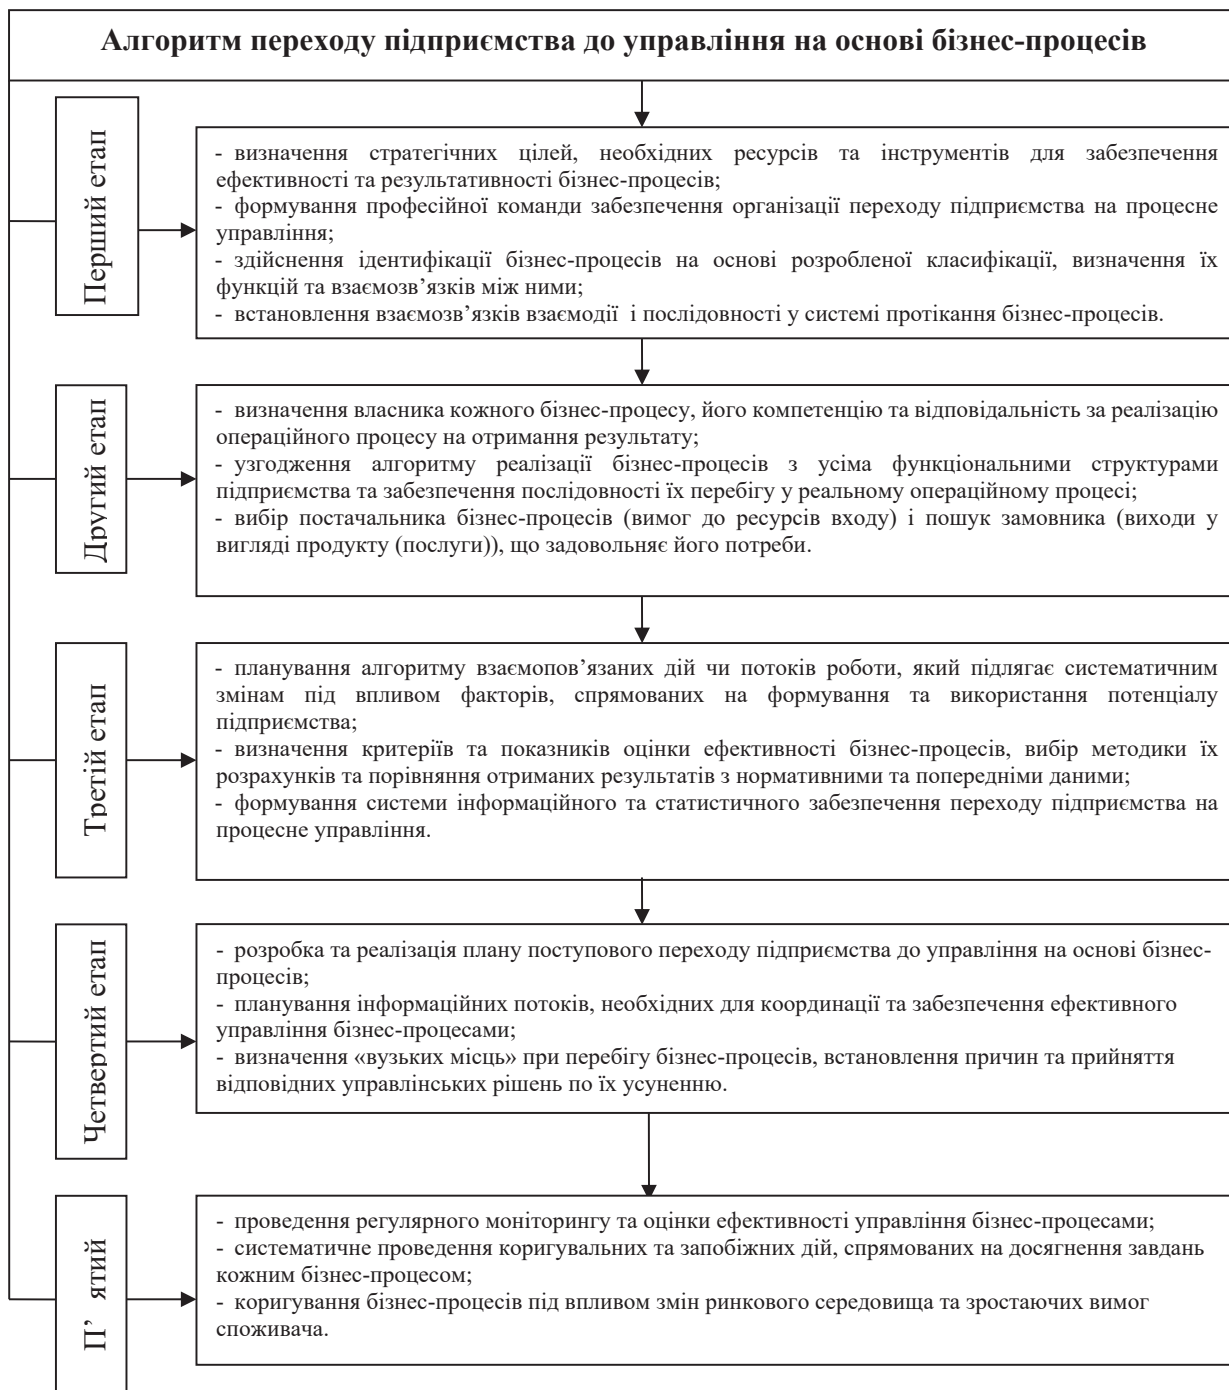 Алгоритм переходу підприємства до управління на основі бізнес-процесів
Перший етап
- визначення стратегічних цілей, необхідних ресурсів та інструментів для забезпечення
ефективності та результативності бізнес-процесів;
- формування професійної команди забезпечення організації переходу підприємства на процесне
управління;
- здійснення ідентифікації бізнес-процесів на основі розробленої класифікації, визначення їх
функцій та взаємозв’язків між ними;
- встановлення взаємозв’язків взаємодії і послідовності у системі протікання бізнес-процесів.
Другий етап
- визначення власника кожного бізнес-процесу, його компетенцію та відповідальність за реалізацію
операційного процесу на отримання результату;
- узгодження алгоритму реалізації бізнес-процесів з усіма функціональними структурами
підприємства та забезпечення послідовності їх перебігу у реальному операційному процесі;
- вибір постачальника бізнес-процесів (вимог до ресурсів входу) і пошук замовника (виходи у
вигляді продукту (послуги)), що задовольняє його потреби.
Третій етап
- планування алгоритму взаємопов’язаних дій чи потоків роботи, який підлягає систематичним
змінам під впливом факторів, спрямованих на формування та використання потенціалу
підприємства;
- визначення критеріїв та показників оцінки ефективності бізнес-процесів, вибір методики їх
розрахунків та порівняння отриманих результатів з нормативними та попередніми даними;
- формування системи інформаційного та статистичного забезпечення переходу підприємства на
процесне управління.
Четвертий етап
- розробка та реалізація плану поступового переходу підприємства до управління на основі бізнес-
процесів;
- планування інформаційних потоків, необхідних для координації та забезпечення ефективного
управління бізнес-процесами;
- визначення «вузьких місць» при перебігу бізнес-процесів, встановлення причин та прийняття
відповідних управлінських рішень по їх усуненню.
П’ ятий
- проведення регулярного моніторингу та оцінки ефективності управління бізнес-процесами;
- систематичне проведення коригувальних та запобіжних дій, спрямованих на досягнення завдань
кожним бізнес-процесом;
- коригування бізнес-процесів під впливом змін ринкового середовища та зростаючих вимог
споживача.